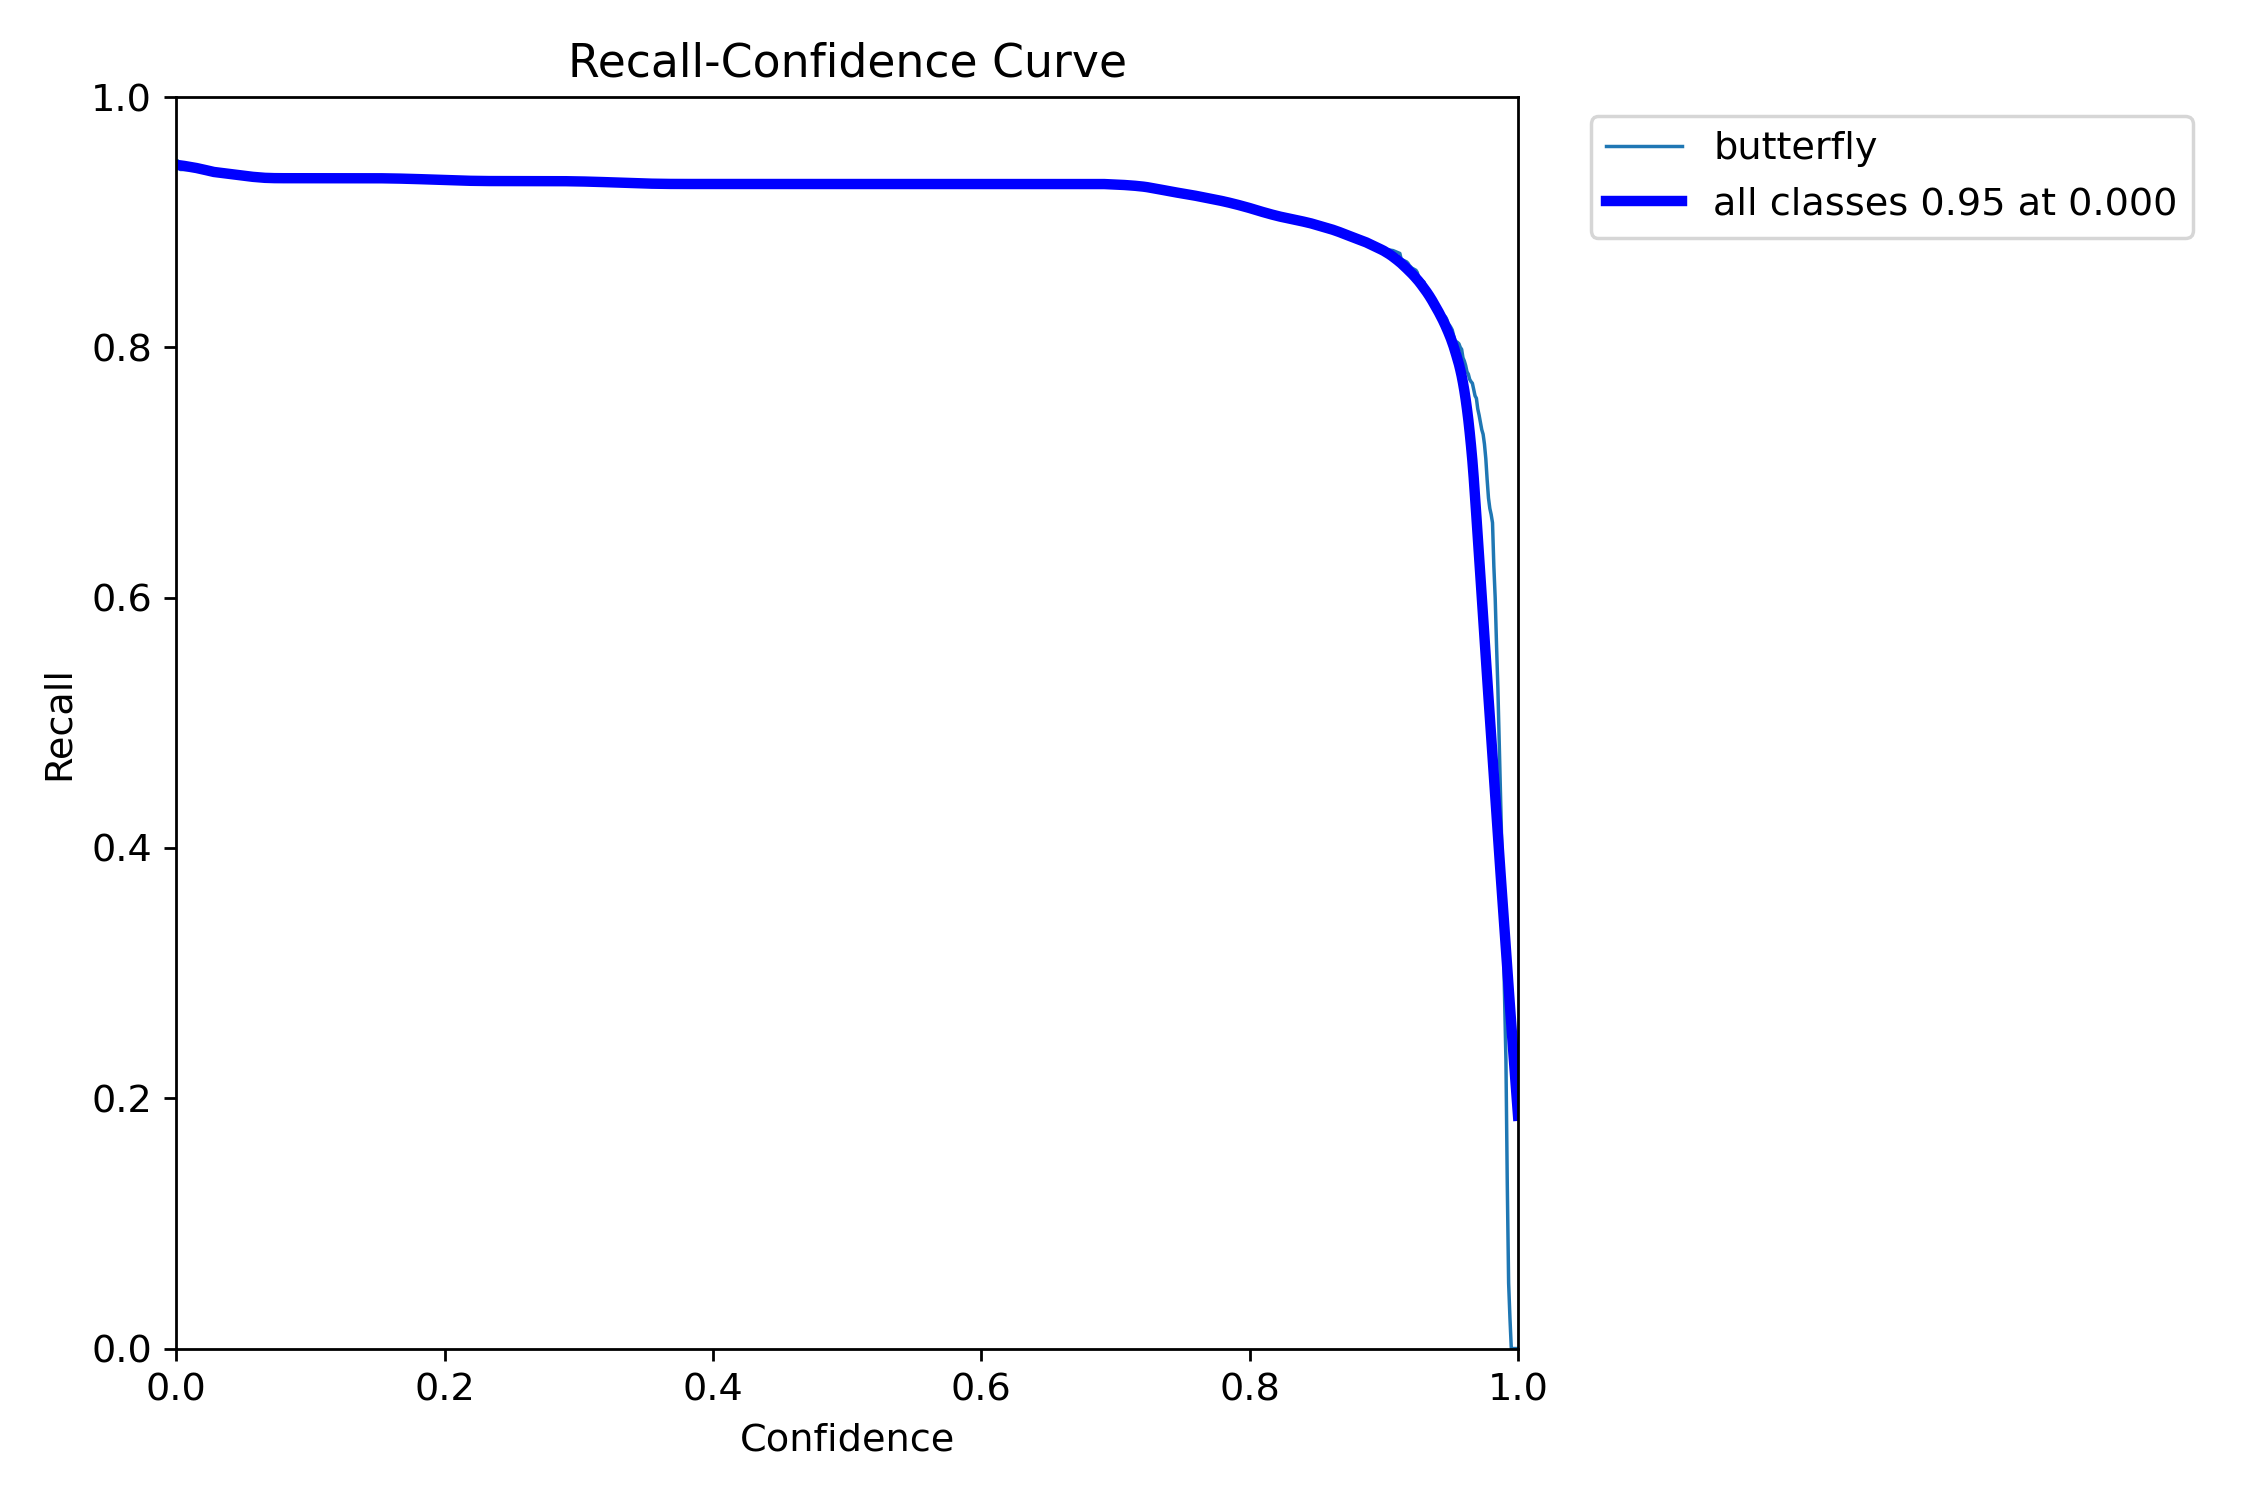 Recall-Confidence Curve
1.0
0.8
0.6
0.4
0.2
0.0
Recall
0.0 0.2 0.4 0.6 0.8 1.0
Confidence
butterfly
all classes 0.95 at 0.000